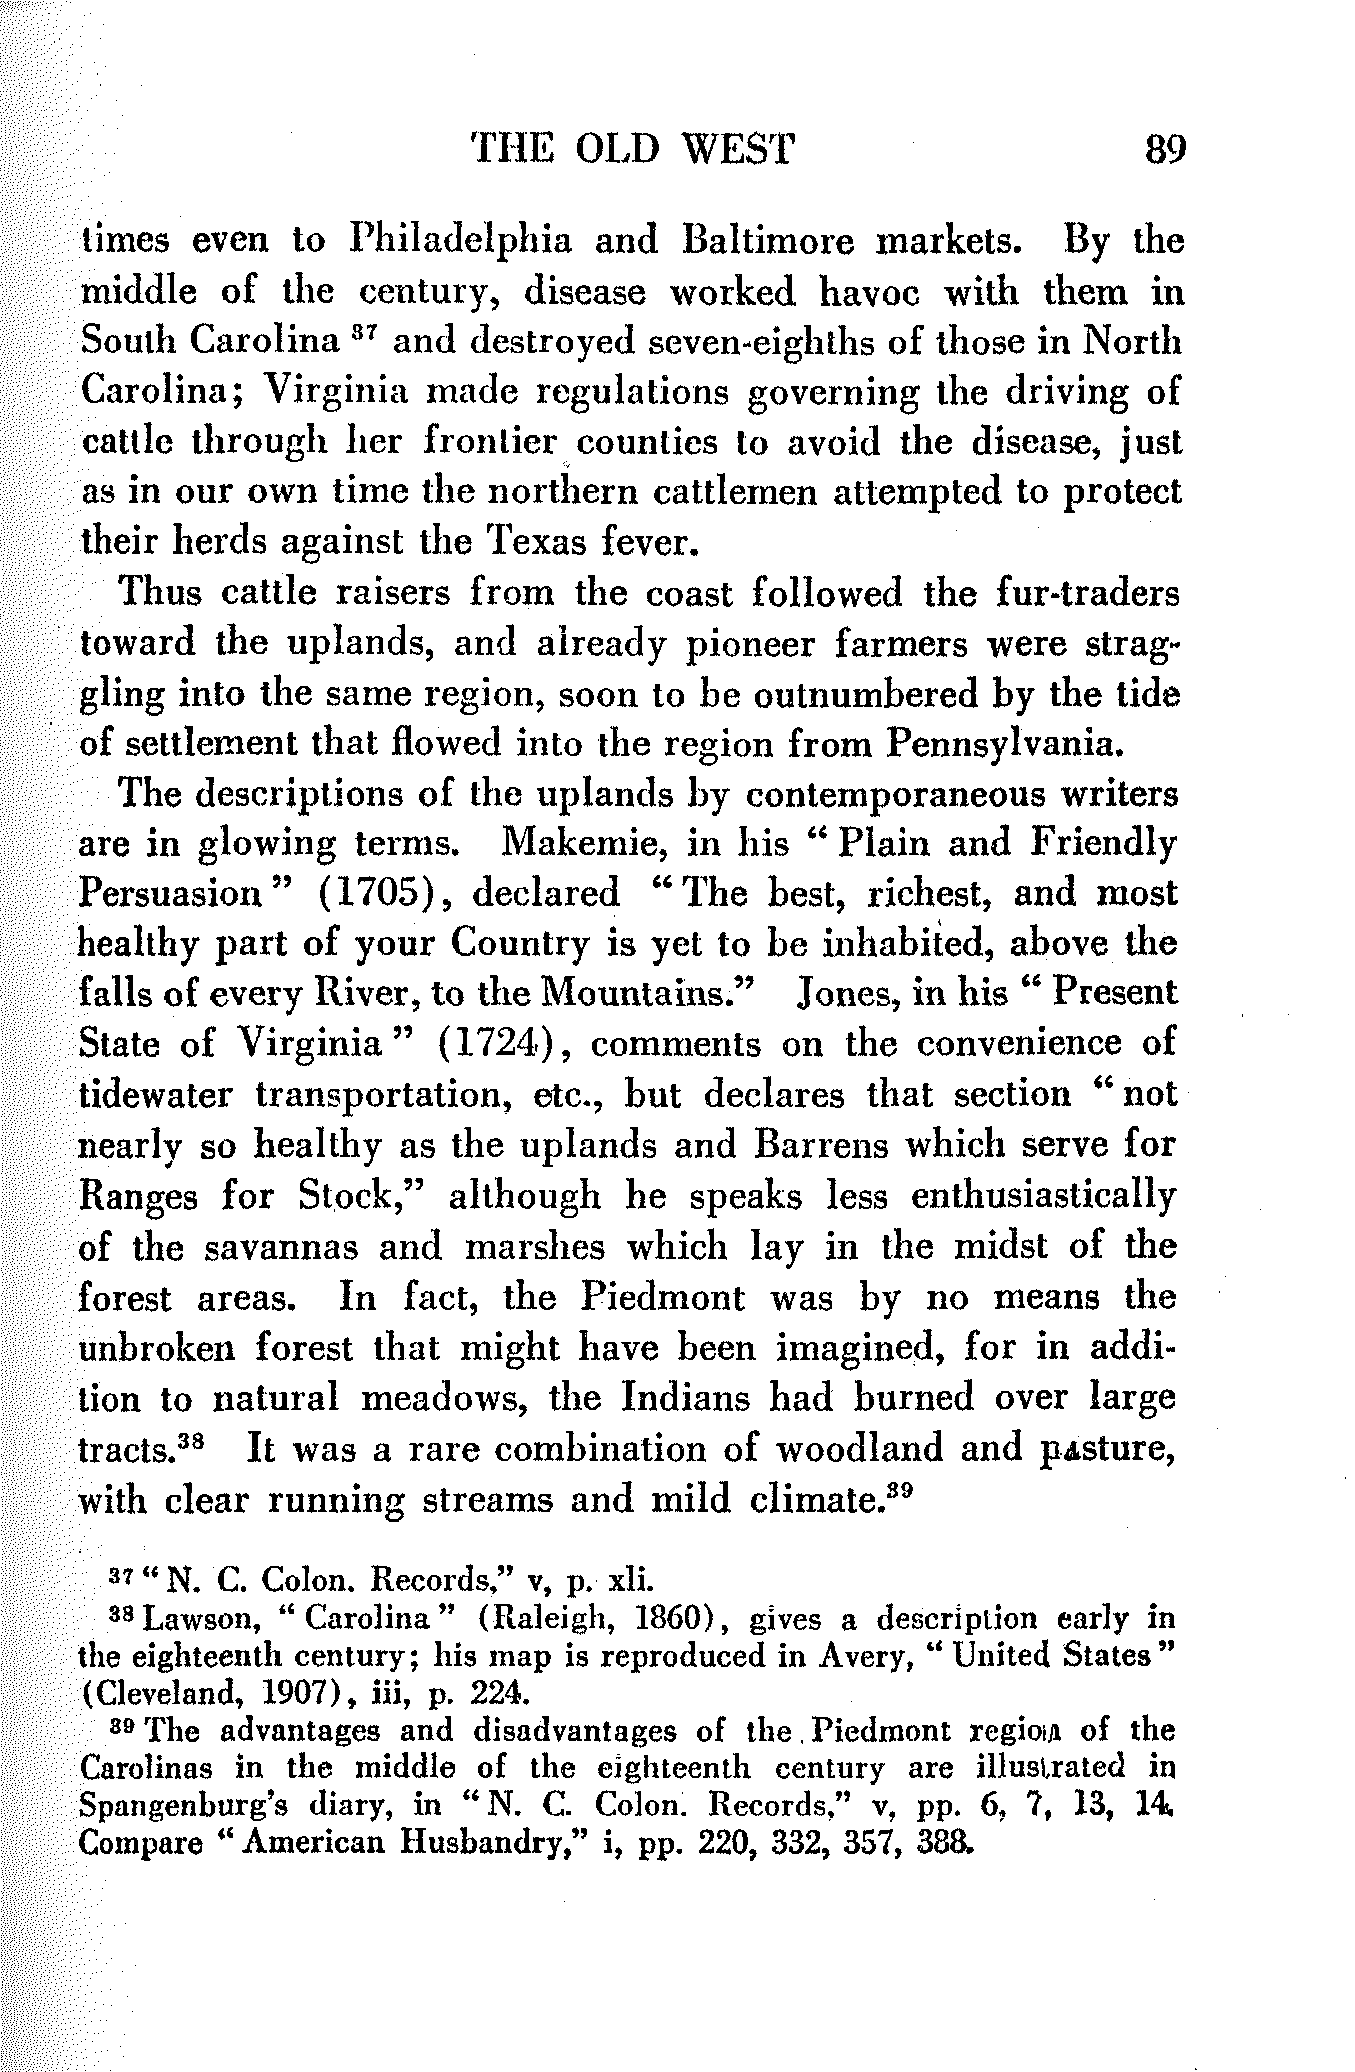 THE OLD WEST 89
times even to Philadelphia and Baltimore markets. By the
middle of the century, disease worked havoc with them in
South Carolina ³⁷ and destroyed seven-eighths of those in North
Carolina; Virginia made regulations governing the driving of
cattle through her frontier counties to avoid the disease, just
as in our own time the northern cattlemen attempted to protect
their herds against the Texas fever.
Thus cattle raisers from the coast followed the fur-traders
toward the uplands, and already pioneer farmers were strag-
gling into the same region, soon to be outnumbered by the tide
of settlement that flowed into the region from Pennsylvania.
The descriptions of the uplands by contemporaneous writers
are in glowing terms. Makemie, in his “ Plain and Friendly
Persuasion ” (1705), declared “ The best, richest, and most
healthy part of your Country is yet to be inhabited, above the
falls of every River, to the Mountains.” Jones, in his “ Present
State of Virginia ” (1724), comments on the convenience of
tidewater transportation, etc., but declares that section “ not
nearly so healthy as the uplands and Barrens which serve for
Ranges for Stock,” although he speaks less enthusiastically
of the savannas and marshes which lay in the midst of the
forest areas. In fact, the Piedmont was by no means the
unbroken forest that might have been imagined, for in addi-
tion to natural meadows, the Indians had burned over large
tracts.³⁸ It was a rare combination of woodland and pasture,
with clear running streams and mild climate.³⁹
³⁷ “ N. C. Colon. Records,” v, p. xli.
³⁸ Lawson, “ Carolina ” (Raleigh, 1860), gives a description early in
the eighteenth century; his map is reproduced in Avery, “ United States ”
(Cleveland, 1907), iii, p. 224.
³⁹ The advantages and disadvantages of the Piedmont region of the
Carolinas in the middle of the eighteenth century are illustrated in
Spangenburg's diary, in “ N. C. Colon. Records,” v, pp. 6, 7, 13, 14.
Compare “ American Husbandry,” i, pp. 220, 332, 357, 388.